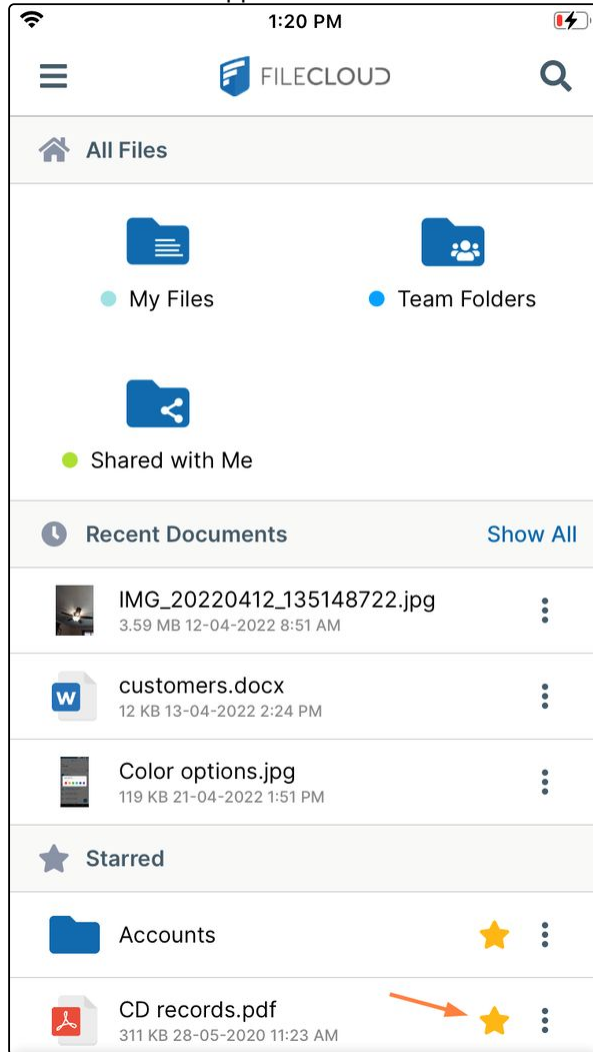 1:20 PM
FILECLOUD
All Files
My Files
Team Folders
Shared with Me
Recent Documents
Show All
IMG_20220412_135148722.jpg
3.59 MB 12-04-2022 8:51 AM
W
customers.docx
12 KB 13-04-2022 2:24 PM
Color options.jpg
119 KB 21-04-2022 1:51 PM
Starred
Accounts
CD records.pdf
311 KB 28-05-2020 11:23 AM